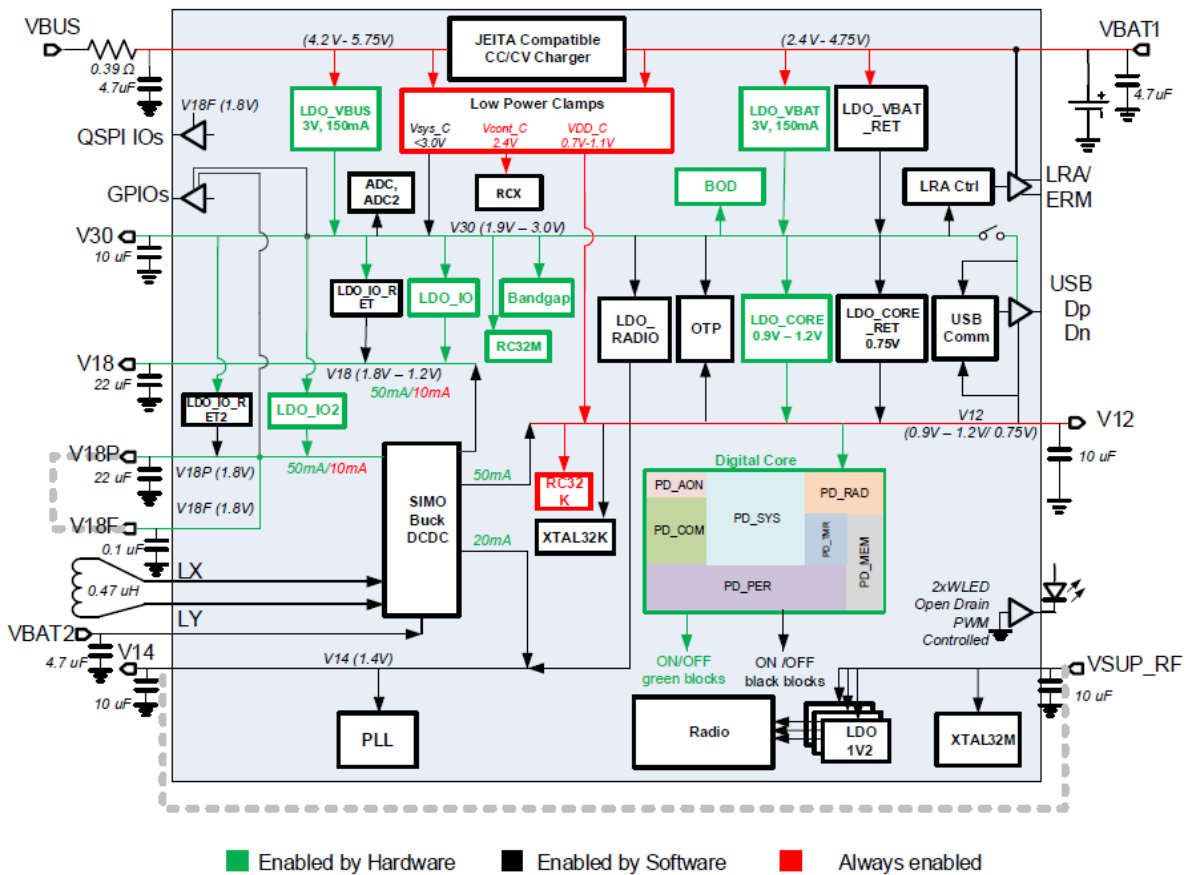 VBUS
(4.2 V - 5.75V)
JEITA Compatible
CC/CV Charger
(2.4 V - 4.75V)
VBAT1
0.39 Ω
4.7uF
4.7uF
V18F (1.8V)
QSPI IOs
LDO_VBUS
3V, 150mA
Low Power Clamps
Vsys_C
<3.0V
Vcont_C
2.4V
VDD_C
0.7V-1.1V
LDO_VBAT
3V, 150mA
LDO_VBAT
_RET
GPIOs
ADC,
ADC2
RCX
BOD
LRA Ctrl
LRA/
ERM
V30
10 uF
V30 (1.9V – 3.0V)
LDO_IO_R
ET
LDO_IO
Bandgap
RC32M
LDO_
RADIO
OTP
LDO_CORE
0.9V – 1.2V
LDO_CORE
_RET
0.75V
USB
Comm
USB
Dp
Dn
V18
22 uF
V18 (1.8V – 1.2V)
50mA/10mA
LDO_IO_R
ET2
LDO_IO2
V12
(0.9V – 1.2V/ 0.75V)
V12
10 uF
V18P
22 uF
V18P (1.8V)
50mA/10mA
V18F (1.8V)
V18F
0.1 uF
SIMO
Buck
DCDC
50mA
20mA
RC32
K
XTAL32K
Digital Core
PD_AON
PD_COM
PD_SYS
PD_RAD
PD_TMR
PD_MEM
PD_PER
0.47 uH
LX
LY
2xWLED
Open Drain
PWM
Controlled
VBAT2
4.7 uF
V14
10 uF
V14 (1.4V)
ON/OFF
green blocks
ON /OFF
black blocks
VSUP_RF
10 uF
PLL
Radio
LDO
1V2
XTAL32M
Enabled by Hardware
Enabled by Software
Always enabled